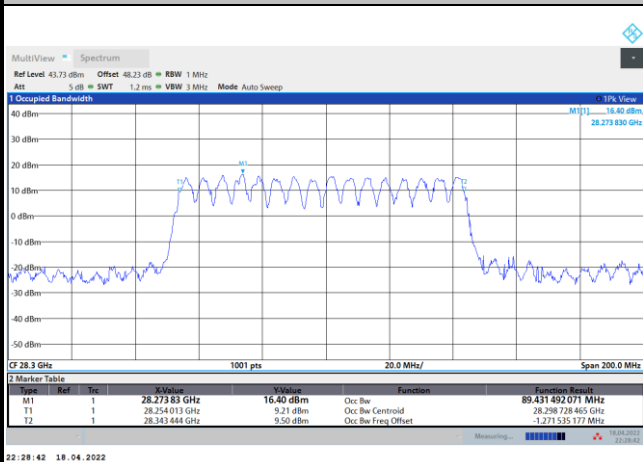 MultiView Spectrum
Ref Level 43.73 dBm Offset 48.23 dB RBW 1 MHz
Att 5 dB SWT 1.2 ms VBW 3 MHz Mode Auto Sweep
1 Occupied Bandwidth 1Pk View
M1[1] 16.40 dBm
28.273 830 GHz
40 dBm
30 dBm
20 dBm
M1
T1 T2
10 dBm
0 dBm
-10 dBm
-20 dBm
-30 dBm
-40 dBm
-50 dBm
CF 28.3 GHz 1001 pts 20.0 MHz/ Span 200.0 MHz
2 Marker Table
Type Ref Trc X-Value Y-Value Function Function Result
M1 1 28.273 83 GHz 16.40 dBm Occ Bw 89.431 492 071 MHz
T1 1 28.254 013 GHz 9.21 dBm Occ Bw Centroid 28.298 728 465 GHz
T2 1 28.343 444 GHz 9.50 dBm Occ Bw Freq Offset -1.271 535 177 MHz
Measuring... 18.04.2022
22:28:42
22:28:42 18.04.2022